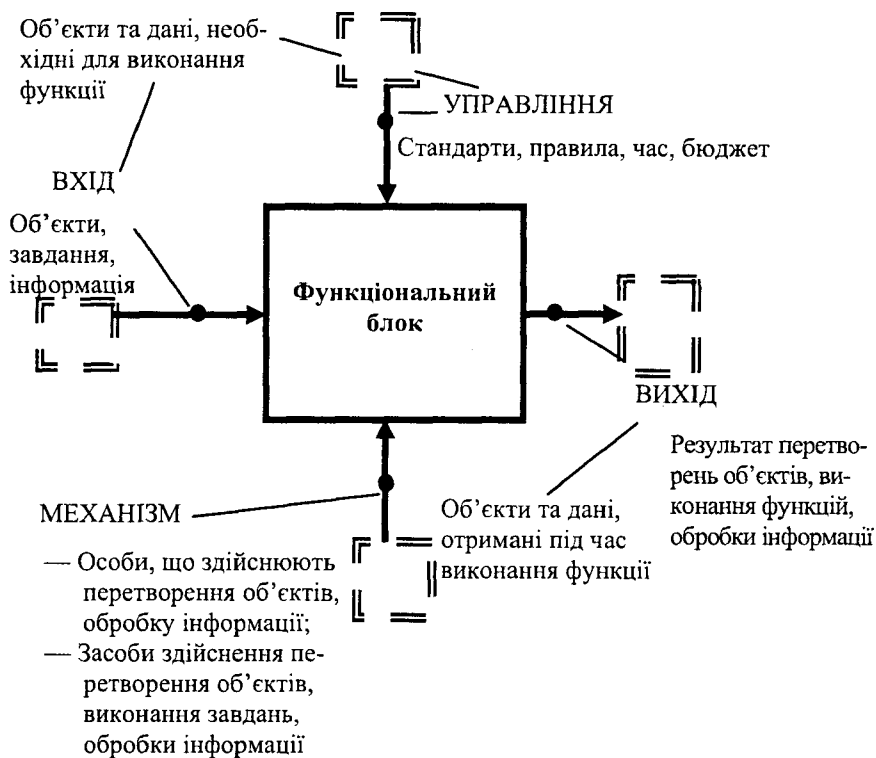 Об’єкти та дані, необ-
хідні для виконання
функції
УПРАВЛІННЯ
Стандарти, правила, час, бюджет
ВХІД
Об’єкти,
завдання,
інформація
Функціональний
блок
ВИХІД
Результат перетво-
рень об’єктів, ви-
конання функцій,
обробки інформації
Об’єкти та дані,
отримані під час
виконання функції
МЕХАНІЗМ
— Особи, що здійснюють
перетворення об’єктів,
обробку інформації;
— Засоби здійснення пе-
ретворення об’єктів,
виконання завдань,
обробки інформації